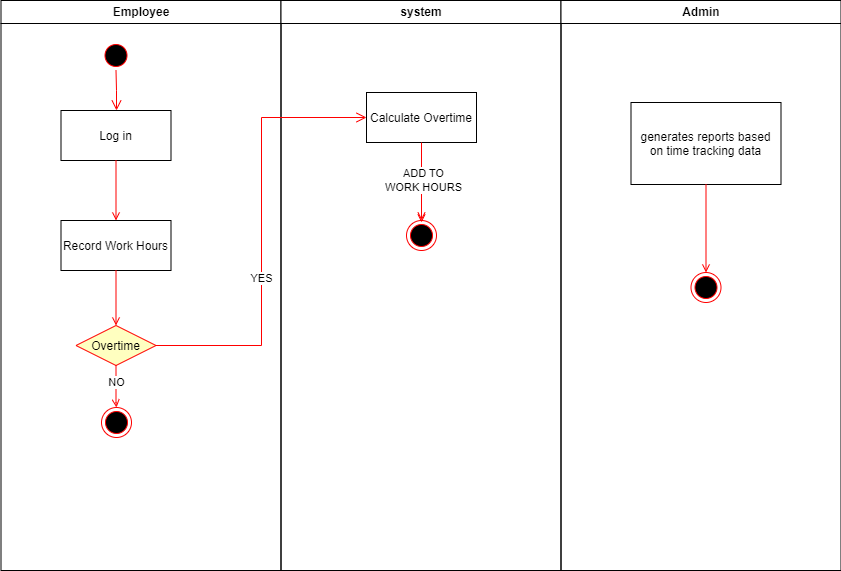 Employee
system
Admin
Log in
Record Work Hours
Overtime
NO
YES
Calculate Overtime
ADD TO
WORK HOURS
generates reports based
on time tracking data